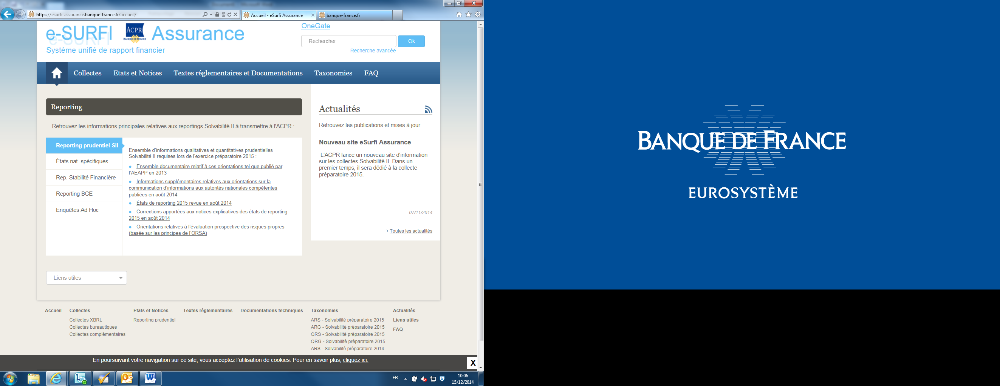 https://esurfi-assurance.banque-france.fr/accueil/
Accueil - eSurfi Assurance
banque-france.fr
e-SURFI
ACPR
BANQUE DE FRANCE
Assurance
Système unifié de rapport financier
OneGate
Rechercher
Ok
Recherche avancée
Collectes
Etats et Notices
Textes réglementaires et Documentations
Taxonomies
FAQ
Reporting
Retrouvez les informations principales relatives aux reportings Solvabilité II à transmettre à l'ACPR :
Reporting prudentiel SII
États nat. spécifiques
Rep. Stabilité Financière
Reporting BCE
Enquêtes Ad Hoc
Ensemble d'informations qualitatives et quantitatives prudentielles
Solvabilité II requises lors de l'exercice préparatoire 2015 :
Ensemble documentaire relatif à ces orientations tel que publié par
l'AEAPP en 2013
Informations supplémentaires relatives aux orientations sur la
communication d'informations aux autorités nationales compétentes
publiées en août 2014
États de reporting 2015 revue en août 2014
Corrections apportées aux notices explicatives des états de reporting
2015 en août 2014
Orientations relatives à l'évaluation prospective des risques propres
(basée sur les principes de l'ORSA)
Actualités
Retrouvez les publications et mises à jour
Nouveau site eSurfi Assurance
L'ACPR lance un nouveau site d'information
sur les collectes Solvabilité II. Dans un
premier temps, il sera dédié à la collecte
préparatoire 2015.
07/11/2014
Toutes les actualités
Liens utiles
Accueil
Collectes
Collectes XBRL
Collectes bureautiques
Collectes complémentaires
Etats et Notices
Reporting prudentiel
Textes réglementaires
Documentations techniques
Taxonomies
ARS - Solvabilité préparatoire 2015
ARG - Solvabilité préparatoire 2015
QRS - Solvabilité préparatoire 2015
QRG - Solvabilité préparatoire 2015
ARS - Solvabilité préparatoire 2014
Actualités
Liens utiles
FAQ
En poursuivant votre navigation sur ce site, vous acceptez l'utilisation de cookies. Pour en savoir plus, cliquez ici.
X
FR
10:06
15/12/2014
BANQUE DE FRANCE
EUROSYSTÈME